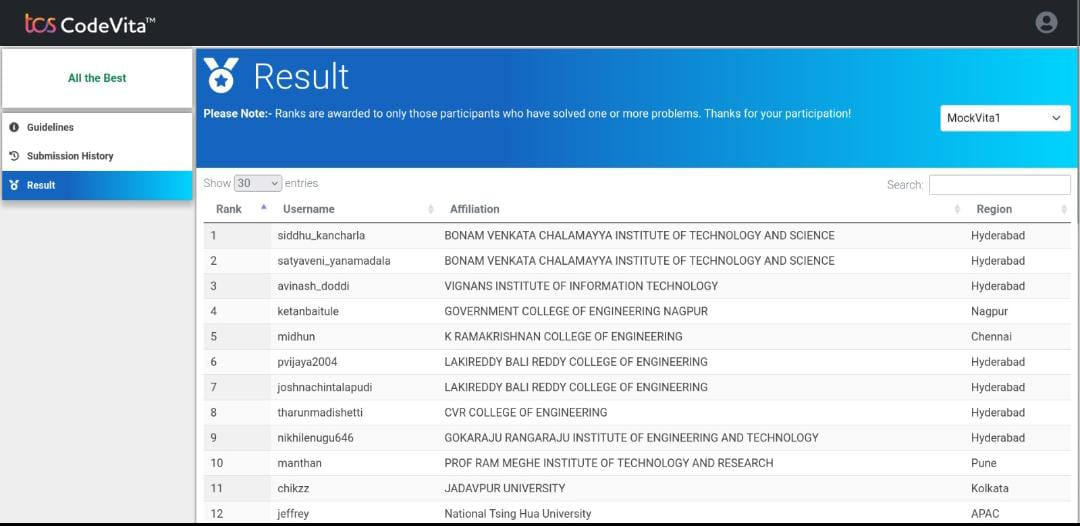 tcs CodeVita™
All the Best
Guidelines
Submission History
Result
Result
Please Note:- Ranks are awarded to only those participants who have solved one or more problems. Thanks for your participation!
MockVita1
Show 30 entries
Search:
Rank Username Affiliation Region
1 siddhu_kancharla BONAM VENKATA CHALAMAYYA INSTITUTE OF TECHNOLOGY AND SCIENCE Hyderabad
2 satyaveni_yanamadala BONAM VENKATA CHALAMAYYA INSTITUTE OF TECHNOLOGY AND SCIENCE Hyderabad
3 avinash_doddi VIGNANS INSTITUTE OF INFORMATION TECHNOLOGY Hyderabad
4 ketanbaitule GOVERNMENT COLLEGE OF ENGINEERING NAGPUR Nagpur
5 midhun K RAMAKRISHNAN COLLEGE OF ENGINEERING Chennai
6 pvijaya2004 LAKIREDDY BALI REDDY COLLEGE OF ENGINEERING Hyderabad
7 joshnachintalapudi LAKIREDDY BALI REDDY COLLEGE OF ENGINEERING Hyderabad
8 tharunmadishetti CVR COLLEGE OF ENGINEERING Hyderabad
9 nikhilenugu646 GOKARAJU RANGARAJU INSTITUTE OF ENGINEERING AND TECHNOLOGY Hyderabad
10 manthan PROF RAM MEGHE INSTITUTE OF TECHNOLOGY AND RESEARCH Pune
11 chikzz JADAVPUR UNIVERSITY Kolkata
12 jeffrey National Tsing Hua University APAC